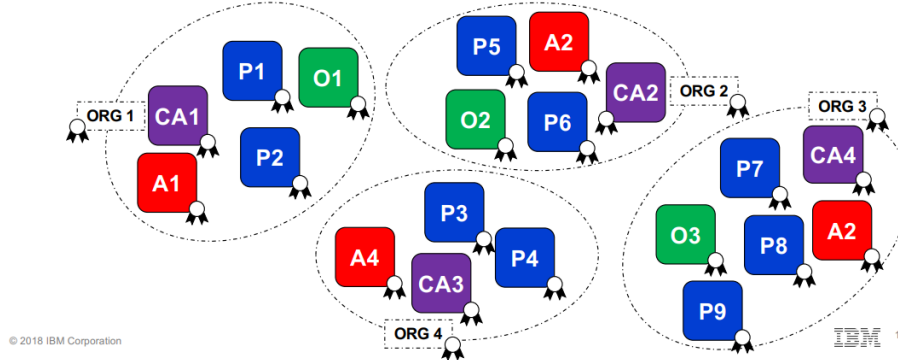 P1
O1
ORG 1
CA1
P2
A1
P5
A2
CA2
ORG 2
O2
P6
ORG 3
P7
CA4
O3
P8
A2
P9
P3
A4
CA3
P4
ORG 4
© 2018 IBM Corporation
IBM
1